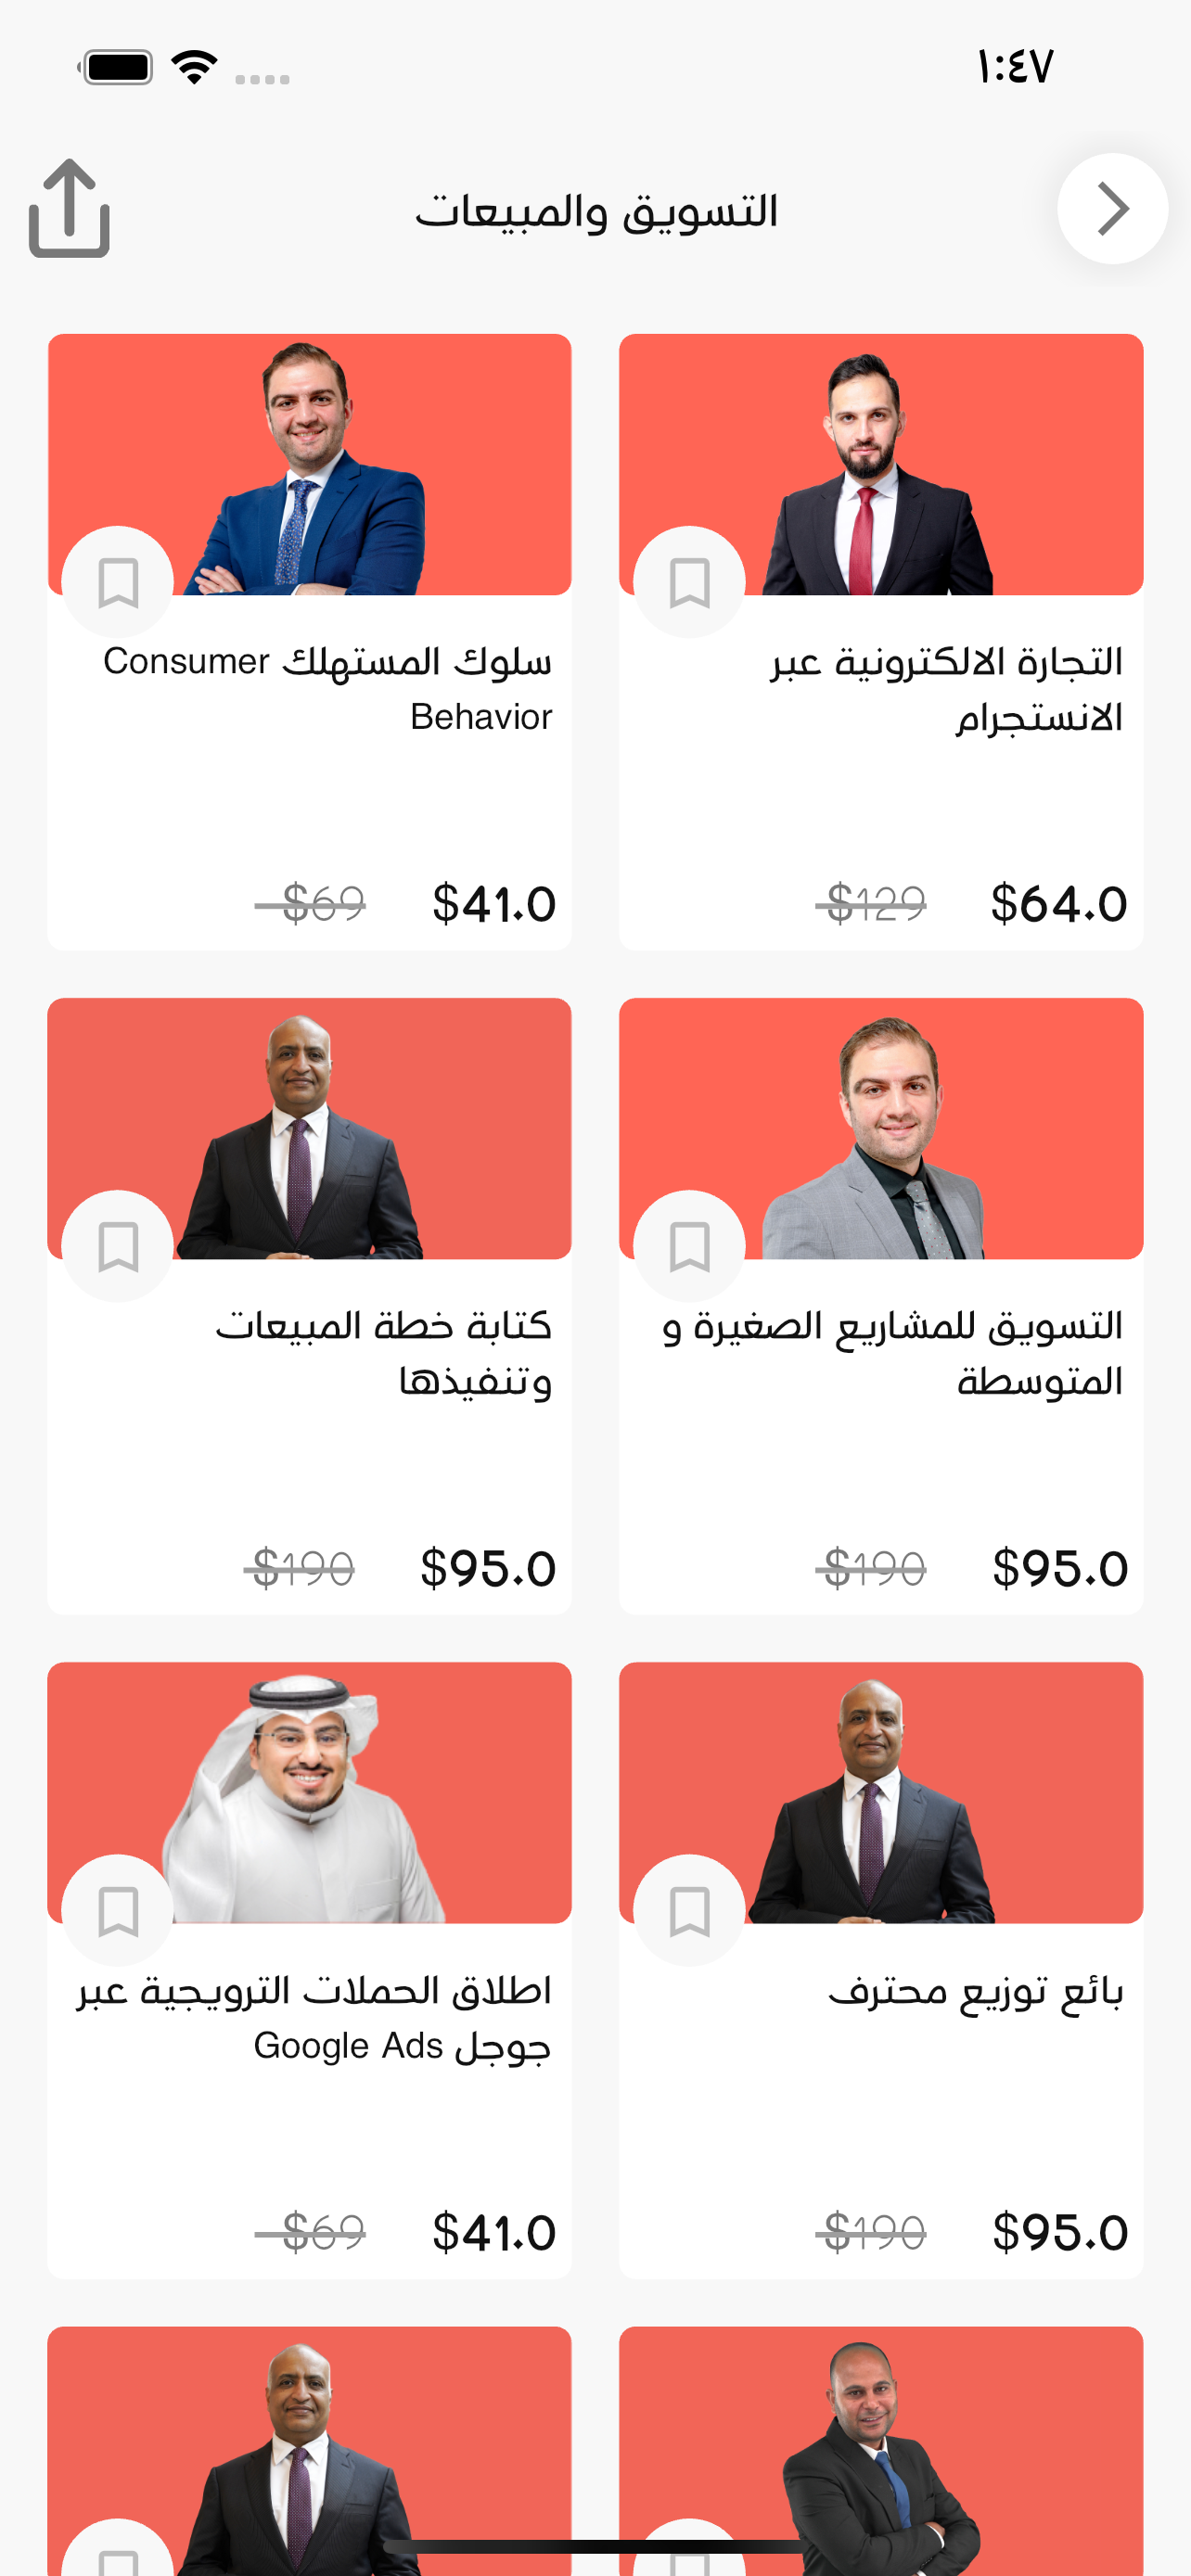 ١:٤٧
التسويق والمبيعات
التجارة الالكترونية عبر
الانستجرام
$64.0
$129
سلوك المستهلك Consumer
Behavior
$41.0
$69
التسويق للمشاريع الصغيرة و
المتوسطة
$95.0
$190
كتابة خطة المبيعات
وتنفيذها
$95.0
$190
بائع توزيع محترف
$95.0
$190
اطلاق الحملات الترويجية عبر
جوجل Google Ads
$41.0
$69